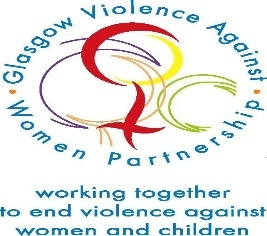 · Glasgow Violence Against ·
Women Partnership
working together
to end violence against
women and children